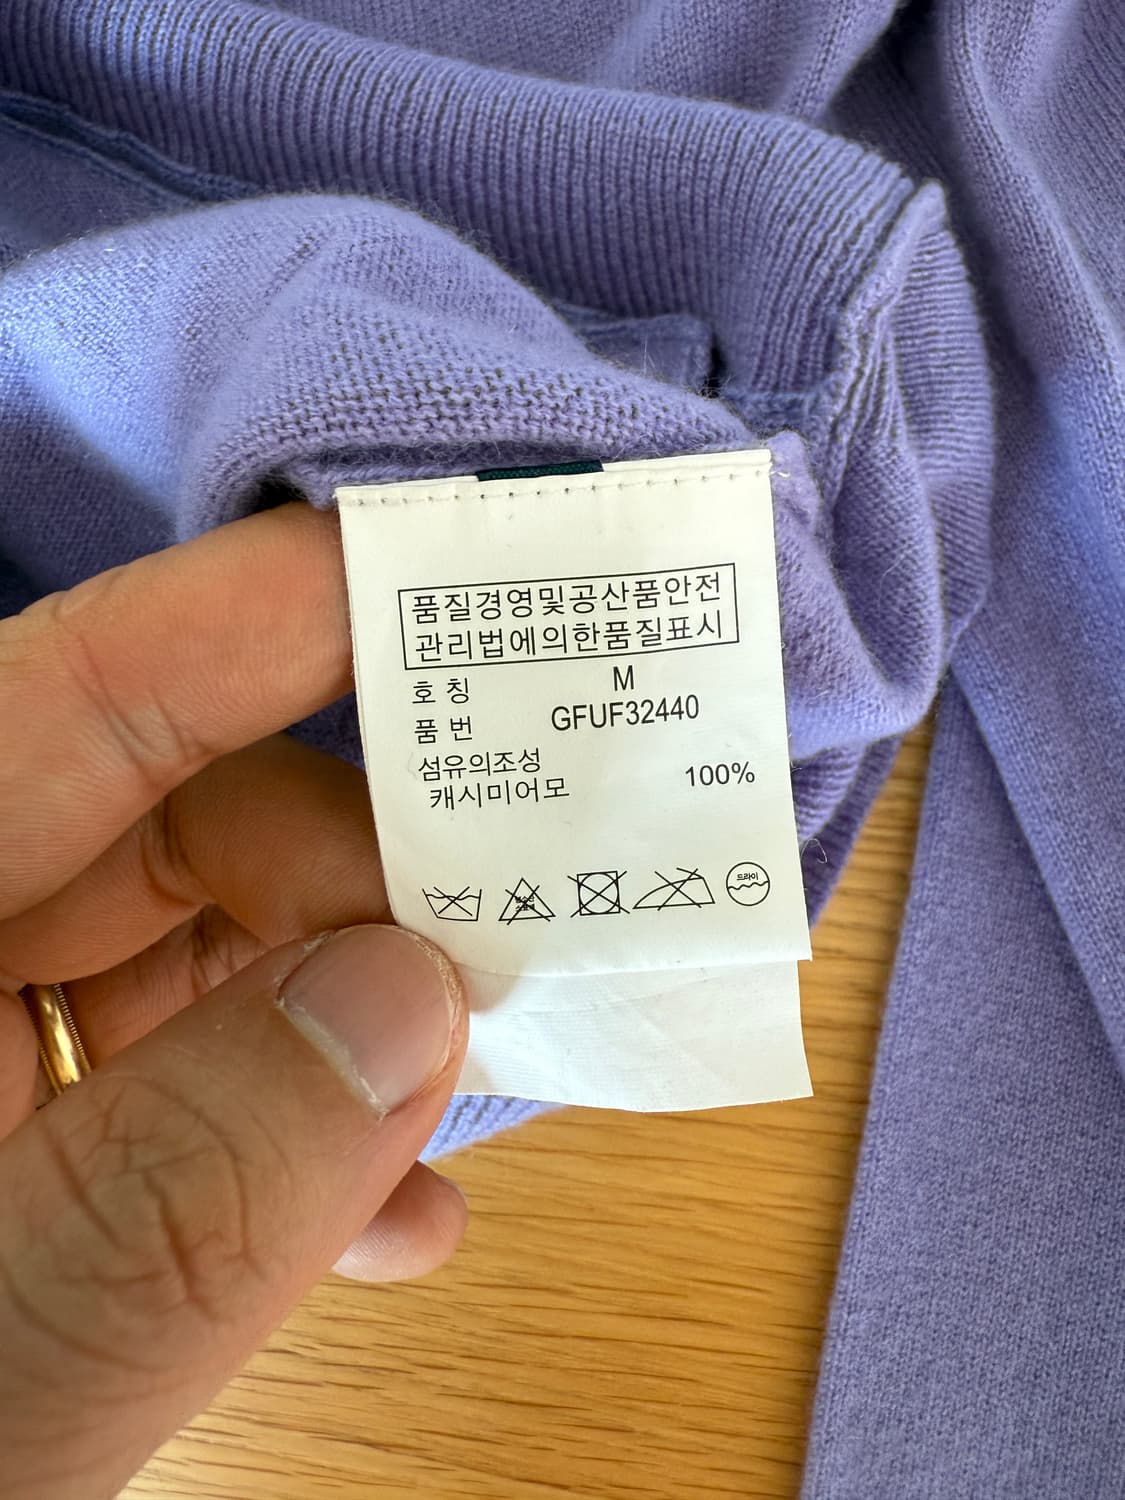 품질경영및공산품안전
관리법에의한품질표시
호 칭 M
품 번 GFUF32440
섬유의조성
캐시미어모 100%
드라이